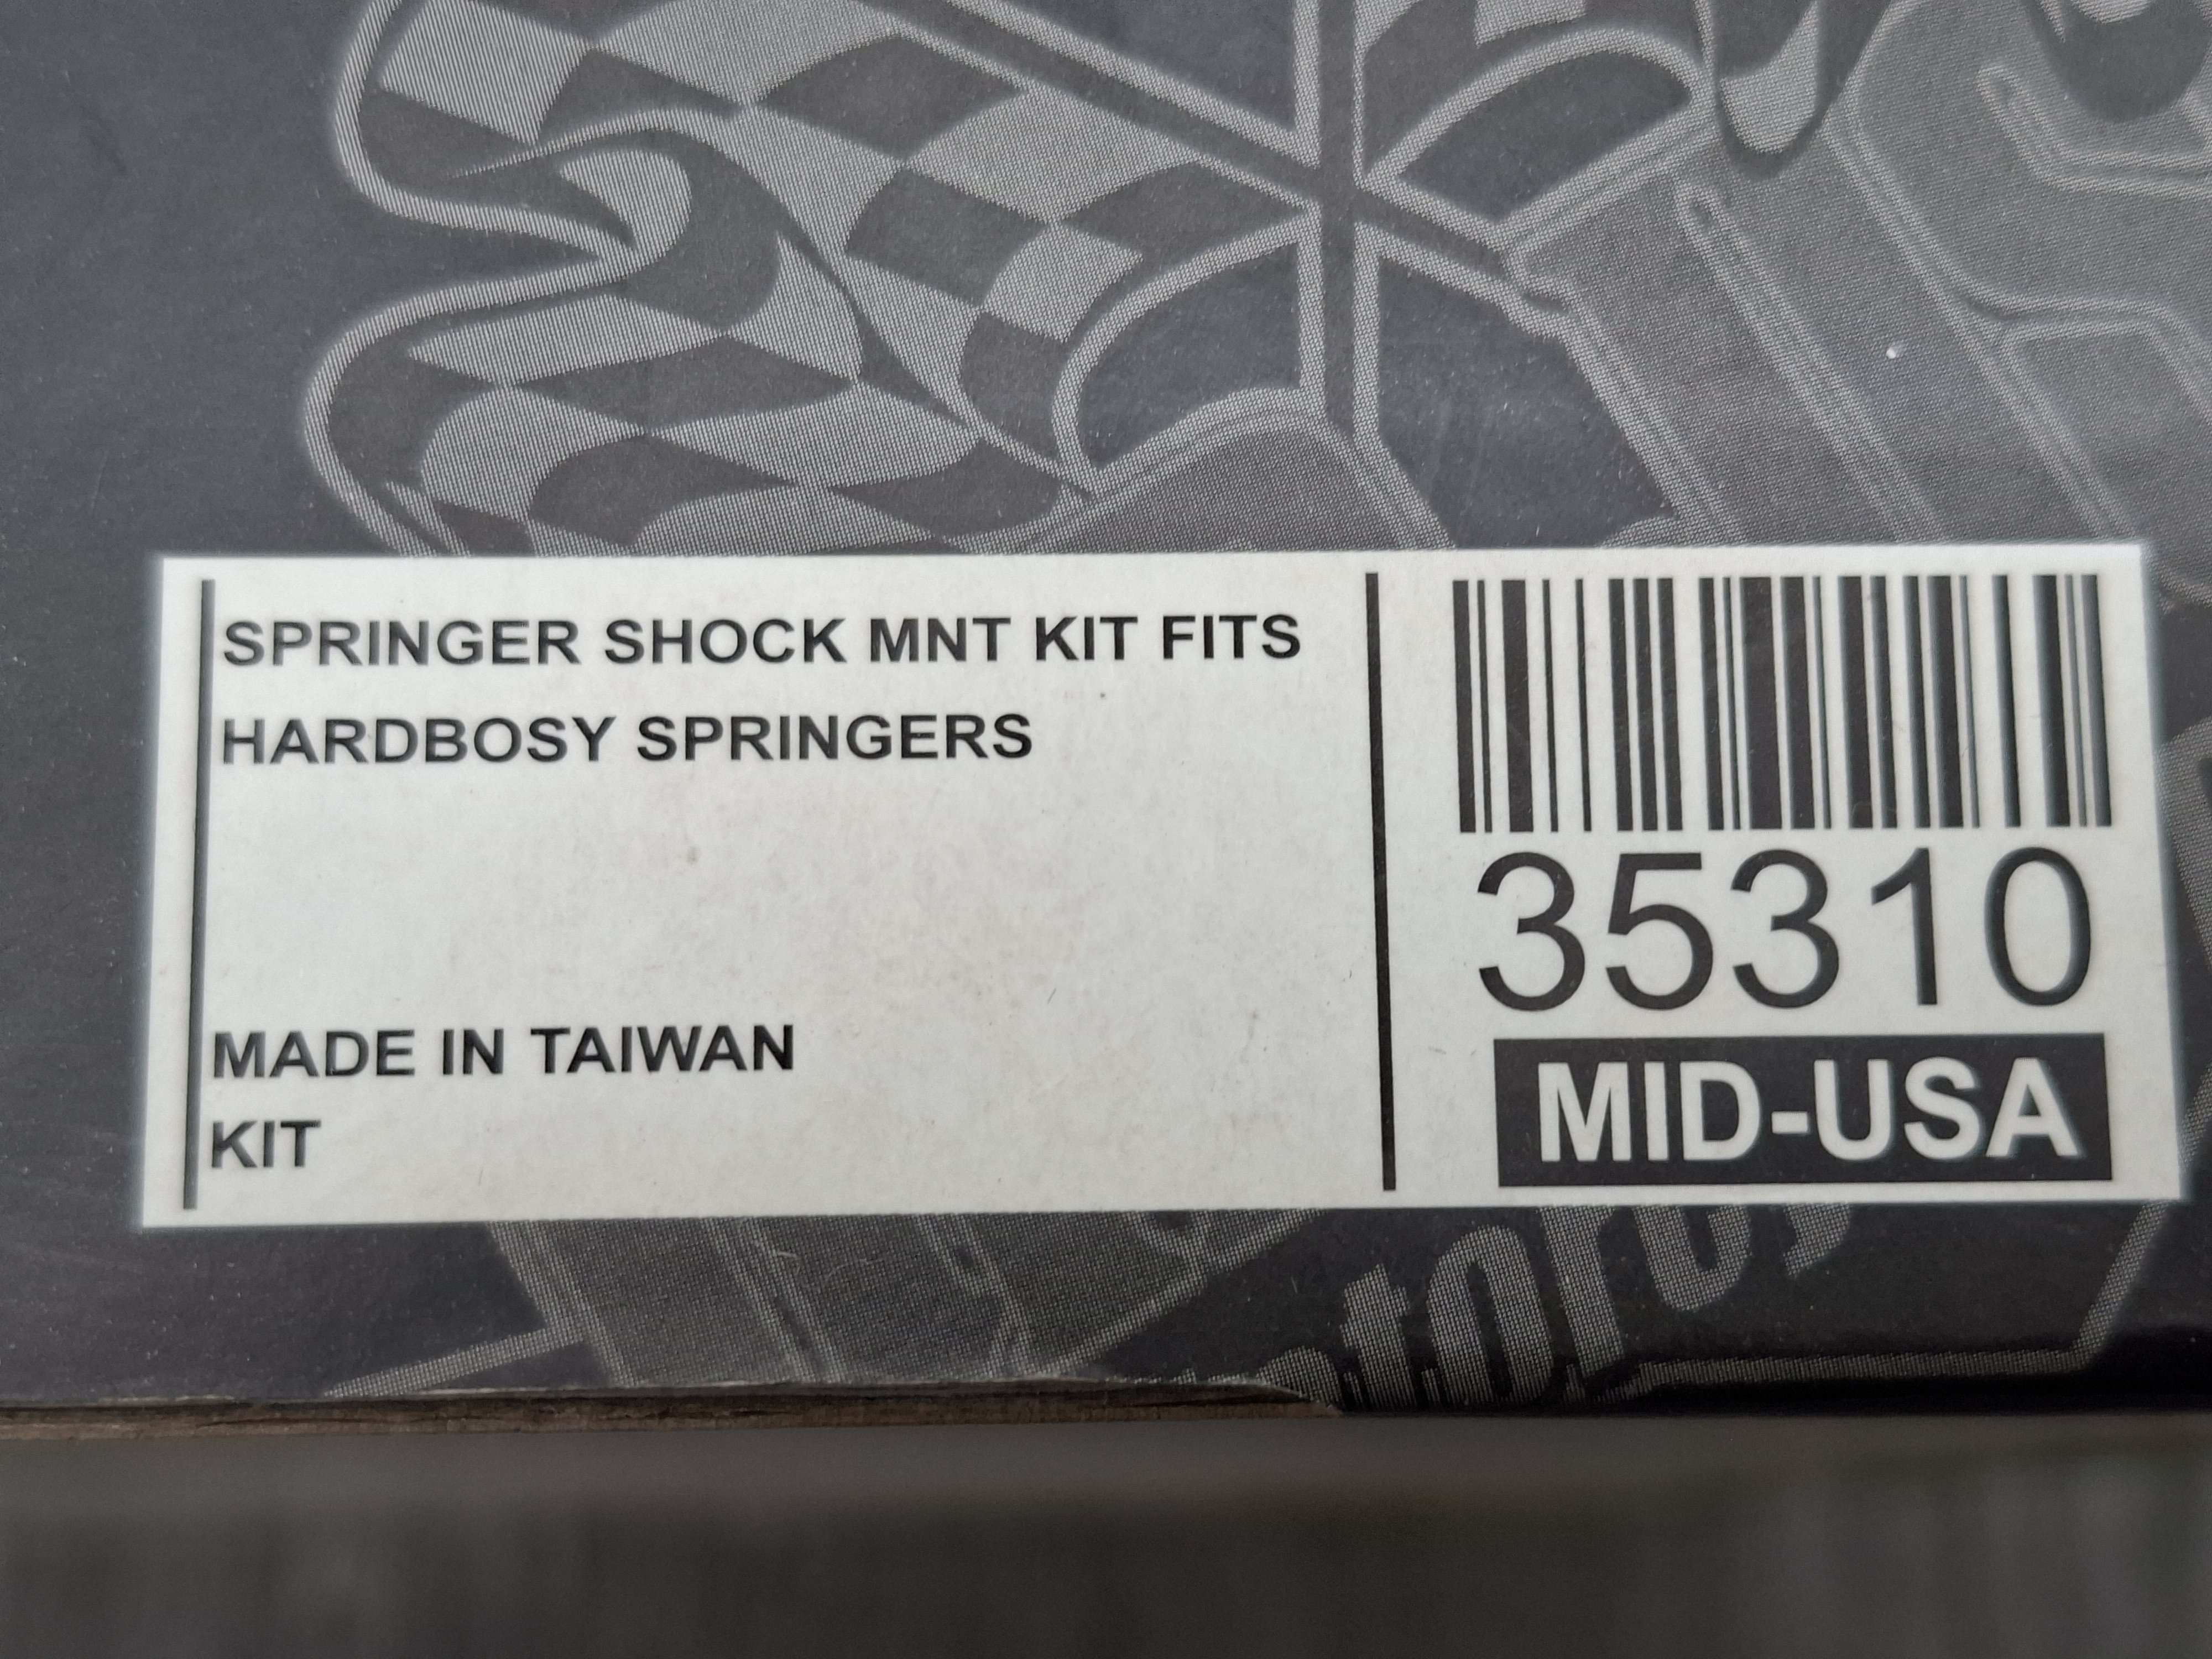 SPRINGER SHOCK MNT KIT FITS
HARDBOSY SPRINGERS
MADE IN TAIWAN
KIT
35310
MID-USA